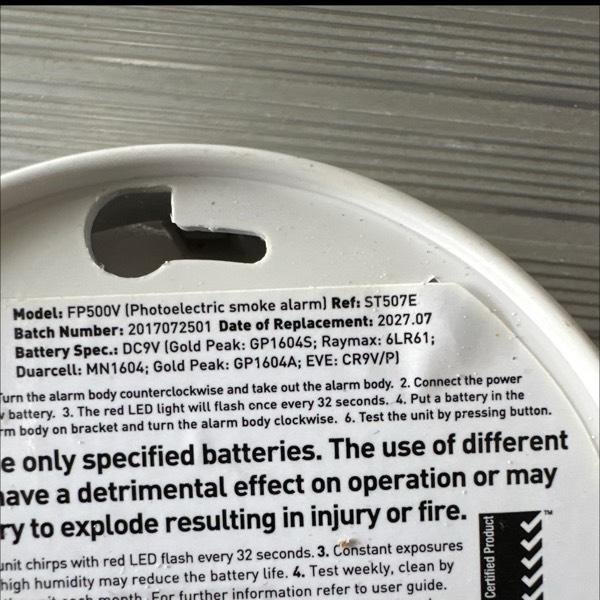 Model: FP500V (Photoelectric smoke alarm) Ref: ST507E
Batch Number: 2017072501 Date of Replacement: 2027.07
Battery Spec.: DC9V (Gold Peak: GP1604S; Raymax: 6LR61;
Duarcell: MN1604; Gold Peak: GP1604A; EVE: CR9V/P)
Turn the alarm body counterclockwise and take out the alarm body. 2. Connect the power
battery. 3. The red LED light will flash once every 32 seconds. 4. Put a battery in the
body on bracket and turn the alarm body clockwise. 6. Test the unit by pressing button.
only specified batteries. The use of different
have a detrimental effect on operation or may
to explode resulting in injury or fire.
unit chirps with red LED flash every 32 seconds. 3. Constant exposures
high humidity may reduce the battery life. 4. Test weekly, clean by
each month. For further information refer to user guide.
Certified Product
TM